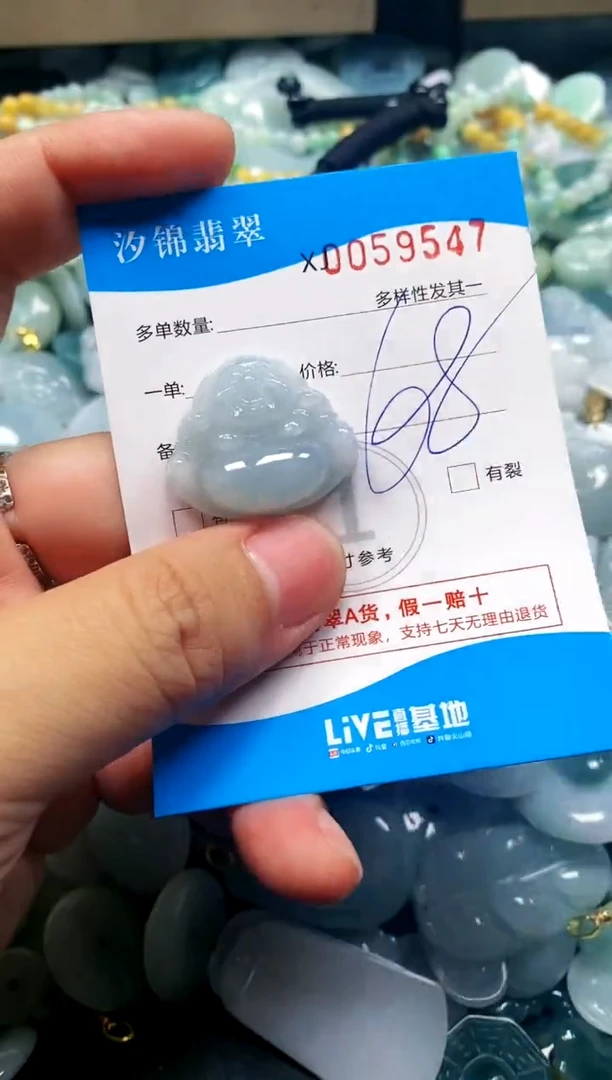 汐锦翡翠
X0059547
多样性发其一
多单数量:
一单:
价格:
68
备
有裂
寸参考
翠A货，假一赔十
于正常现象，支持七天无理由退货
LiVE直播基地